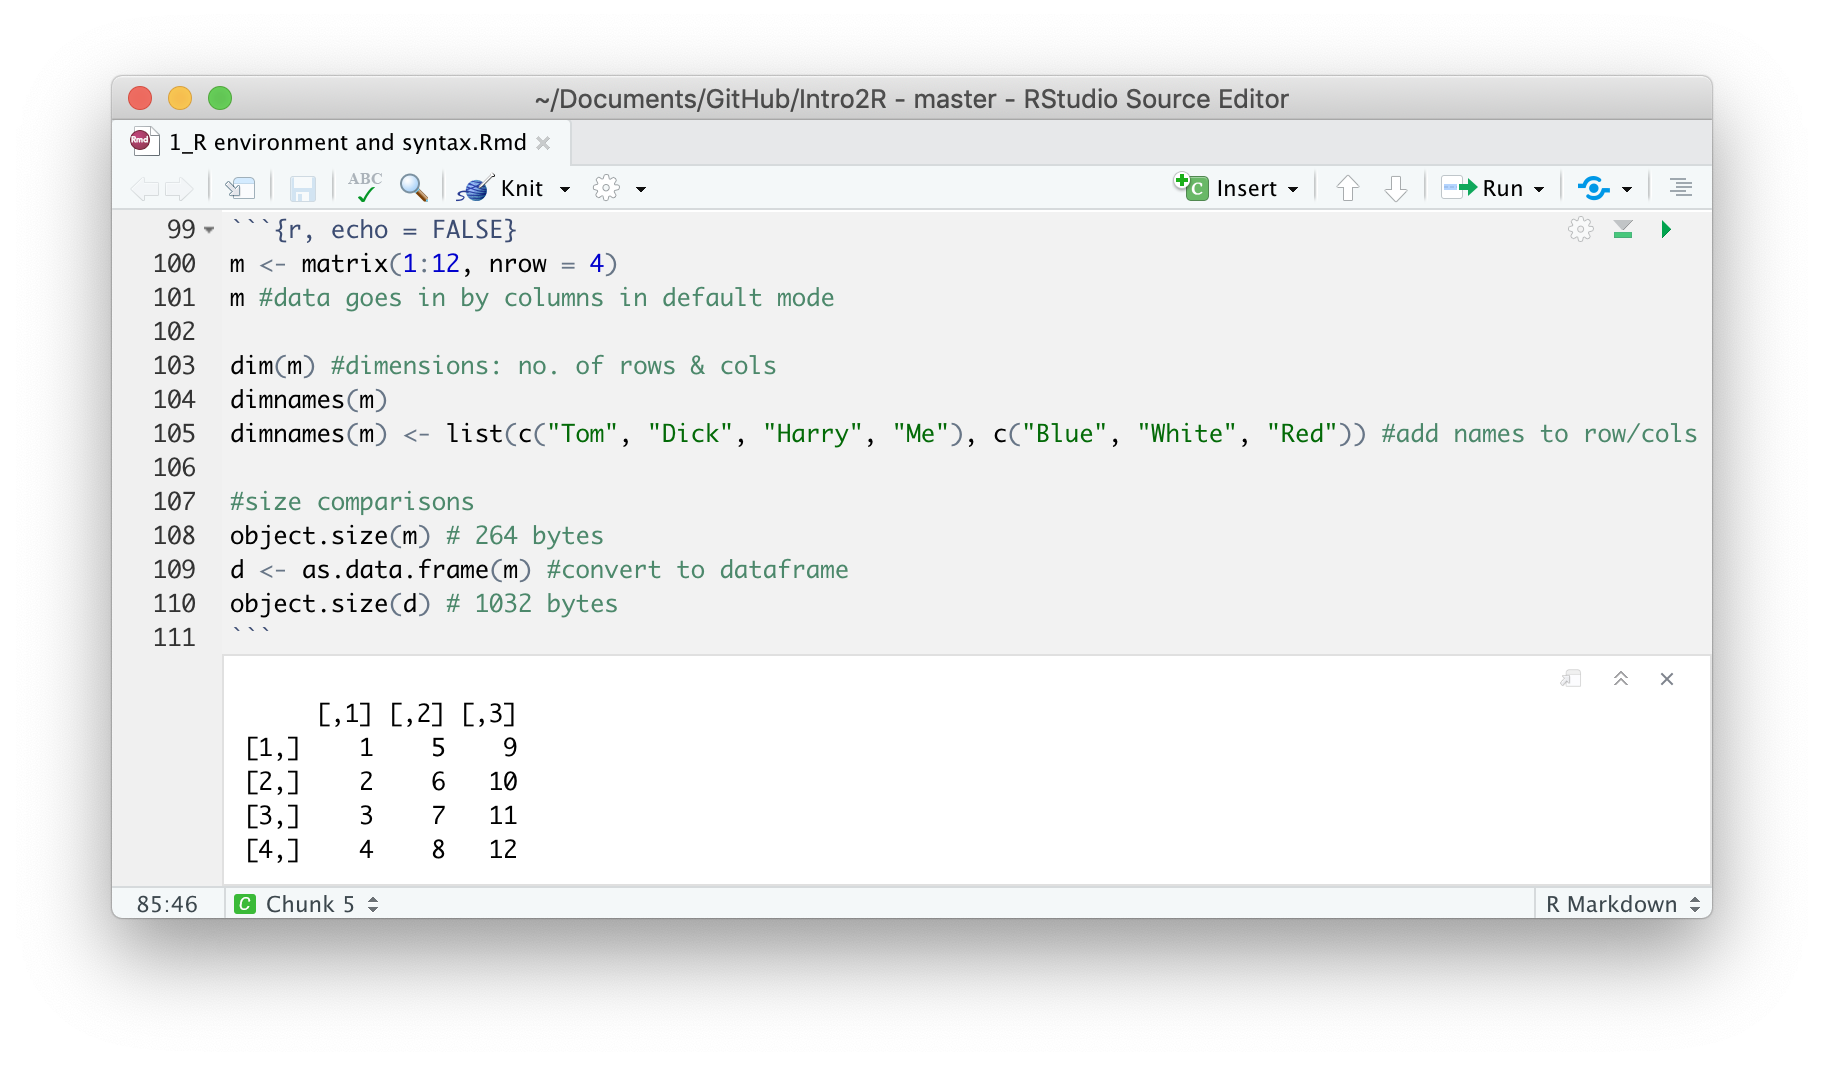 ~/Documents/GitHub/Intro2R - master - RStudio Source Editor
Rmd 1_R environment and syntax.Rmd
ABC Knit C Insert Run
99 ```{r, echo = FALSE}
100 m <- matrix(1:12, nrow = 4)
101 m #data goes in by columns in default mode
102
103 dim(m) #dimensions: no. of rows & cols
104 dimnames(m)
105 dimnames(m) <- list(c("Tom", "Dick", "Harry", "Me"), c("Blue", "White", "Red")) #add names to row/cols
106
107 #size comparisons
108 object.size(m) # 264 bytes
109 d <- as.data.frame(m) #convert to dataframe
110 object.size(d) # 1032 bytes
111 ```
[,1] [,2] [,3]
[1,] 1 5 9
[2,] 2 6 10
[3,] 3 7 11
[4,] 4 8 12
85:46 C Chunk 5 R Markdown